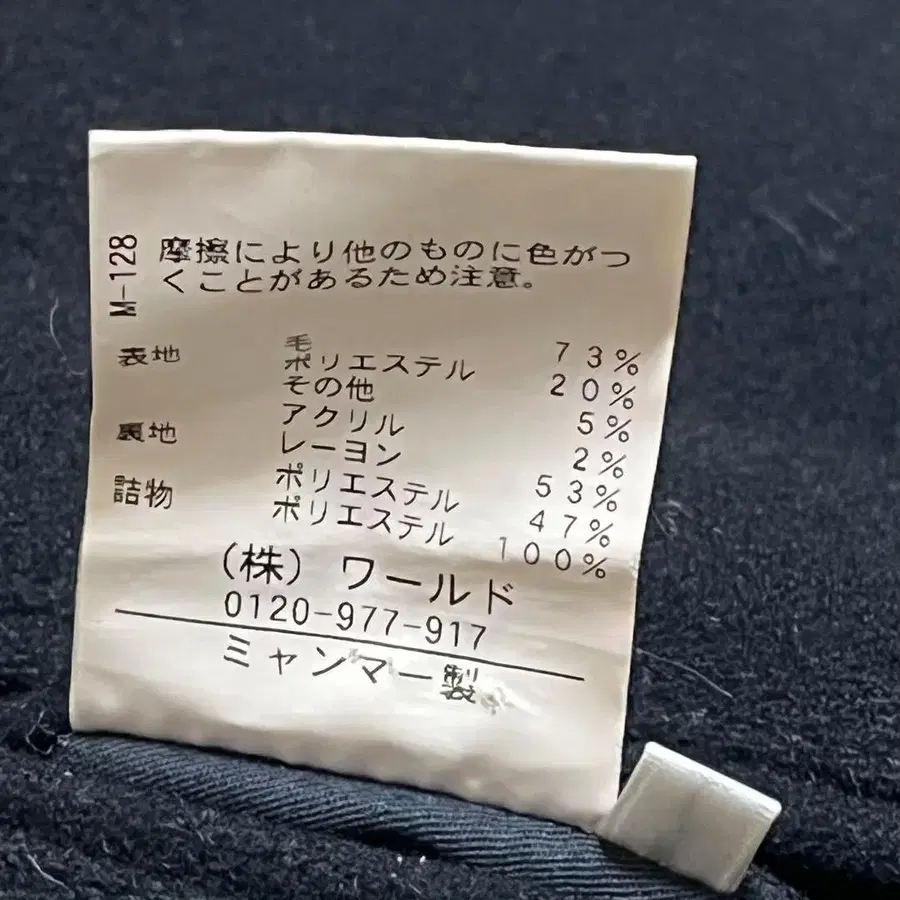 M-128
摩擦により他のものに色がつ
くことがあるため注意。
表地 毛 73%
ポリエステル 20%
その他 5%
アクリル 2%
裏地 レーヨン 53%
ポリエステル 47%
詰物 ポリエステル 100%
(株) ワールド
0120-977-917
ミャンマー製